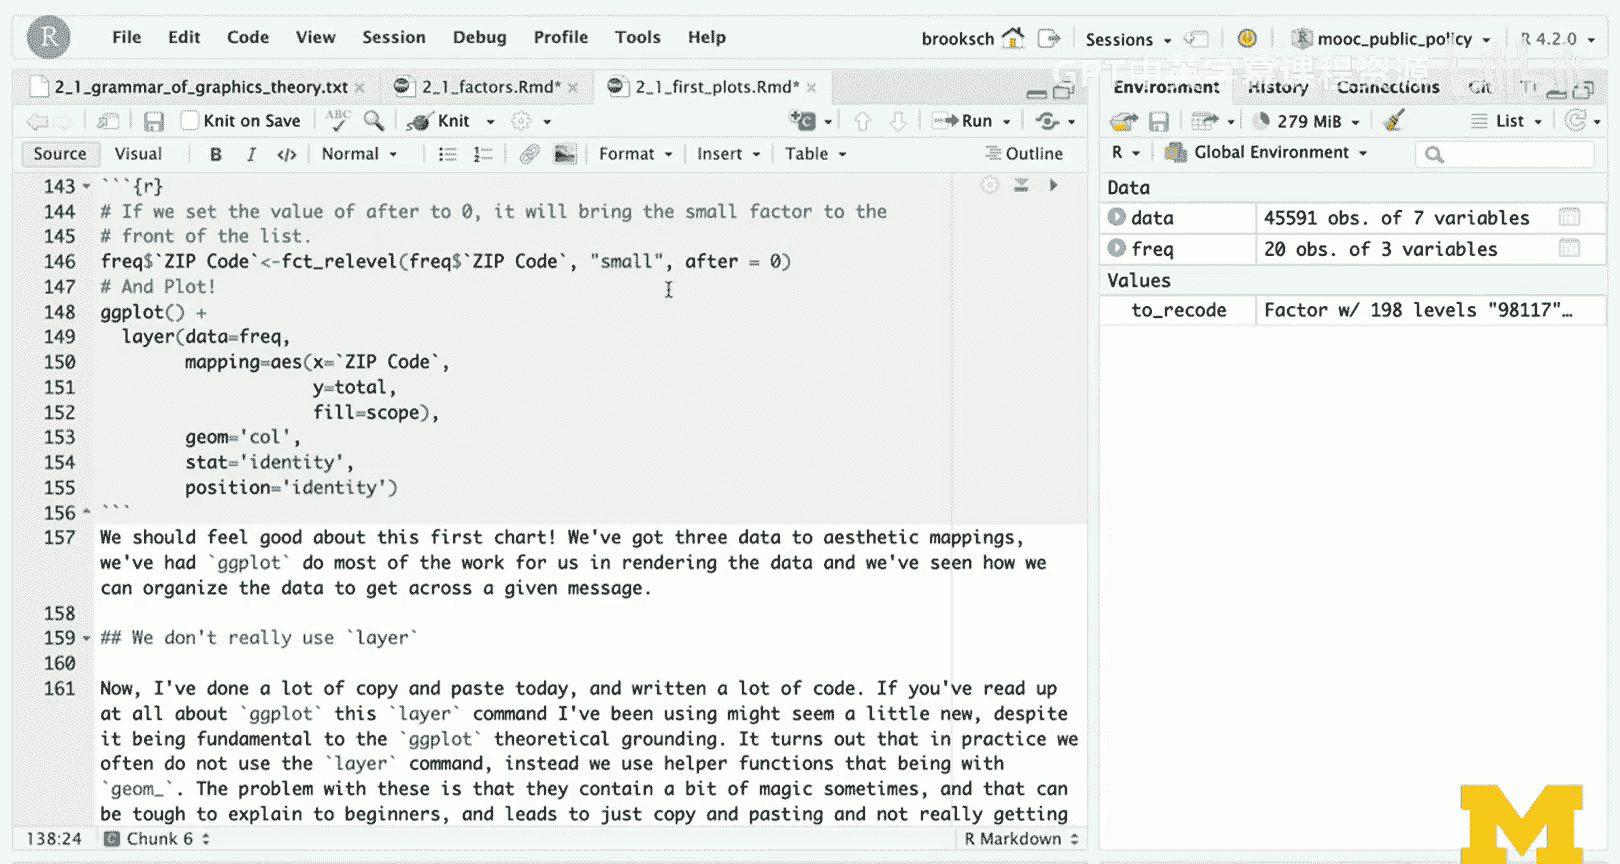 R File Edit Code View Session Debug Profile Tools Help brooksch Sessions R mooc_public_policy R 4.2.0
GPT中英字幕课程资源 bilibili
2_1_grammar_of_graphics_theory.txt × 2_1_factors.Rmd* × 2_1_first_plots.Rmd* ×
Environment History Connections Git
Knit on Save ABC Knit Run
279 MiB List
Source Visual B I </> Normal Format Insert Table Outline
R Global Environment
143 ```{r}
144 # If we set the value of after to 0, it will bring the small factor to the
145 # front of the list.
146 freq$`ZIP Code`<-fct_relevel(freq$`ZIP Code`, "small", after = 0)
147 # And Plot!
148 ggplot() +
149 layer(data=freq,
150 mapping=aes(x=`ZIP Code`,
151 y=total,
152 fill=scope),
153 geom='col',
154 stat='identity',
155 position='identity')
156 ```
157 We should feel good about this first chart! We've got three data to aesthetic mappings,
we've had `ggplot` do most of the work for us in rendering the data and we've seen how we
can organize the data to get across a given message.
158
159 ## We don't really use `layer`
160
161 Now, I've done a lot of copy and paste today, and written a lot of code. If you've read up
at all about `ggplot` this `layer` command I've been using might seem a little new, despite
it being fundamental to the `ggplot` theoretical grounding. It turns out that in practice we
often do not use the `layer` command, instead we use helper functions that being with
`geom_`. The problem with these is that they contain a bit of magic sometimes, and that can
be tough to explain to beginners, and leads to just copy and pasting and not really getting
138:24 C Chunk 6 R Markdown
Data
data 45591 obs. of 7 variables
freq 20 obs. of 3 variables
Values
to_recode Factor w/ 198 levels "98117"…
M